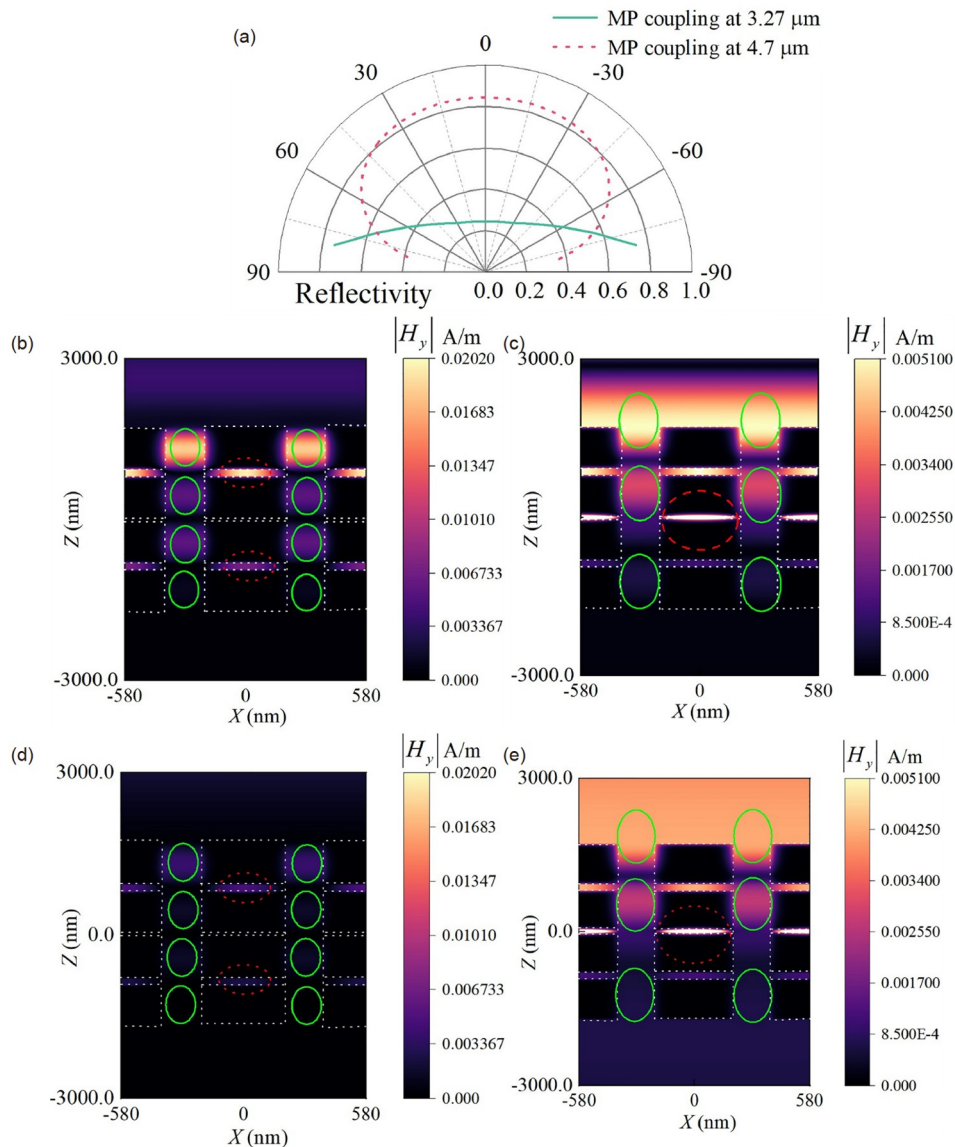 (a)
MP coupling at 3.27 μm
MP coupling at 4.7 μm
0
30
-30
60
-60
90
-90
Reflectivity
0.0 0.2 0.4 0.6 0.8 1.0
(b)
|H_y| A/m
3000.0
0.02020
0.01683
0.01347
0.01010
0.006733
0.003367
0.000
Z (nm)
-3000.0
-580
0
580
X (nm)
(c)
|H_y| A/m
3000.0
0.005100
0.004250
0.003400
0.002550
0.001700
8.500E-4
0.000
Z (nm)
-3000.0
-580
0
580
X (nm)
(d)
|H_y| A/m
3000.0
0.02020
0.01683
0.01347
0.01010
0.006733
0.003367
0.000
0.0
Z (nm)
-3000.0
-580
0
580
X (nm)
(e)
|H_y| A/m
3000.0
0.005100
0.004250
0.003400
0.002550
0.001700
8.500E-4
0.000
0.0
Z (nm)
-3000.0
-580
0
580
X (nm)